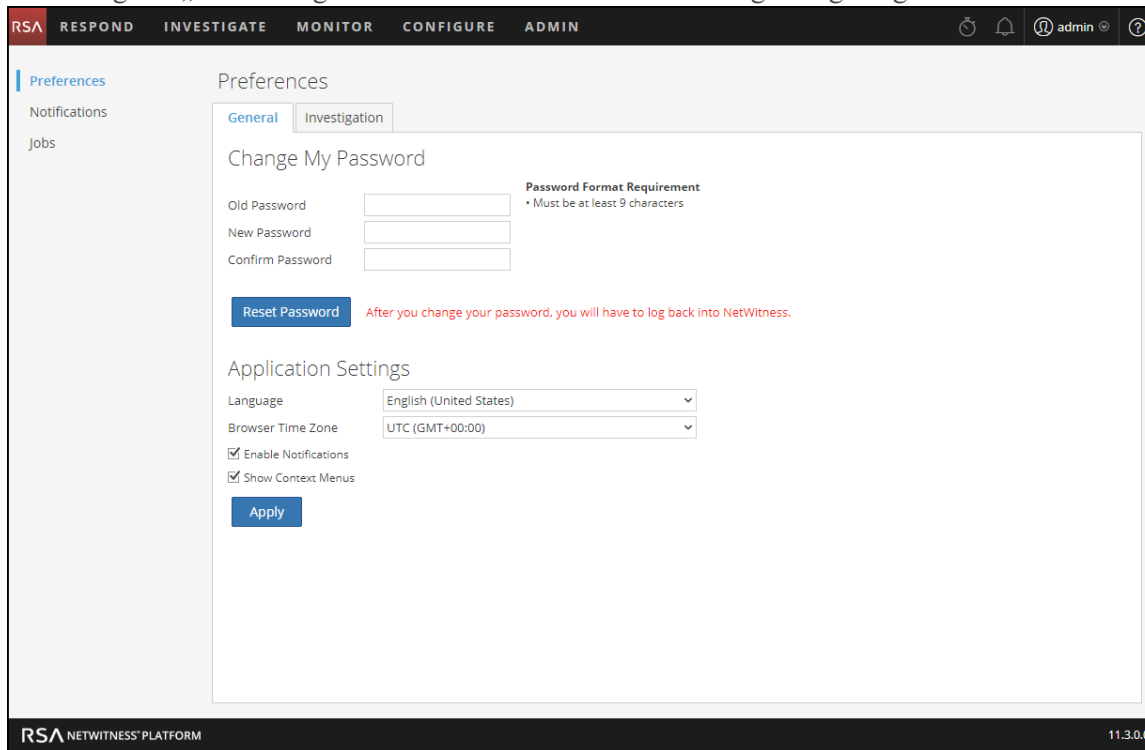 RSA RESPOND INVESTIGATE MONITOR CONFIGURE ADMIN admin
Preferences
Notifications
Jobs
Preferences
General Investigation
Change My Password
Password Format Requirement
• Must be at least 9 characters
Old Password
New Password
Confirm Password
Reset Password After you change your password, you will have to log back into NetWitness.
Application Settings
Language English (United States)
Browser Time Zone UTC (GMT+00:00)
Enable Notifications
Show Context Menus
Apply
RSA NETWITNESS® PLATFORM 11.3.0.